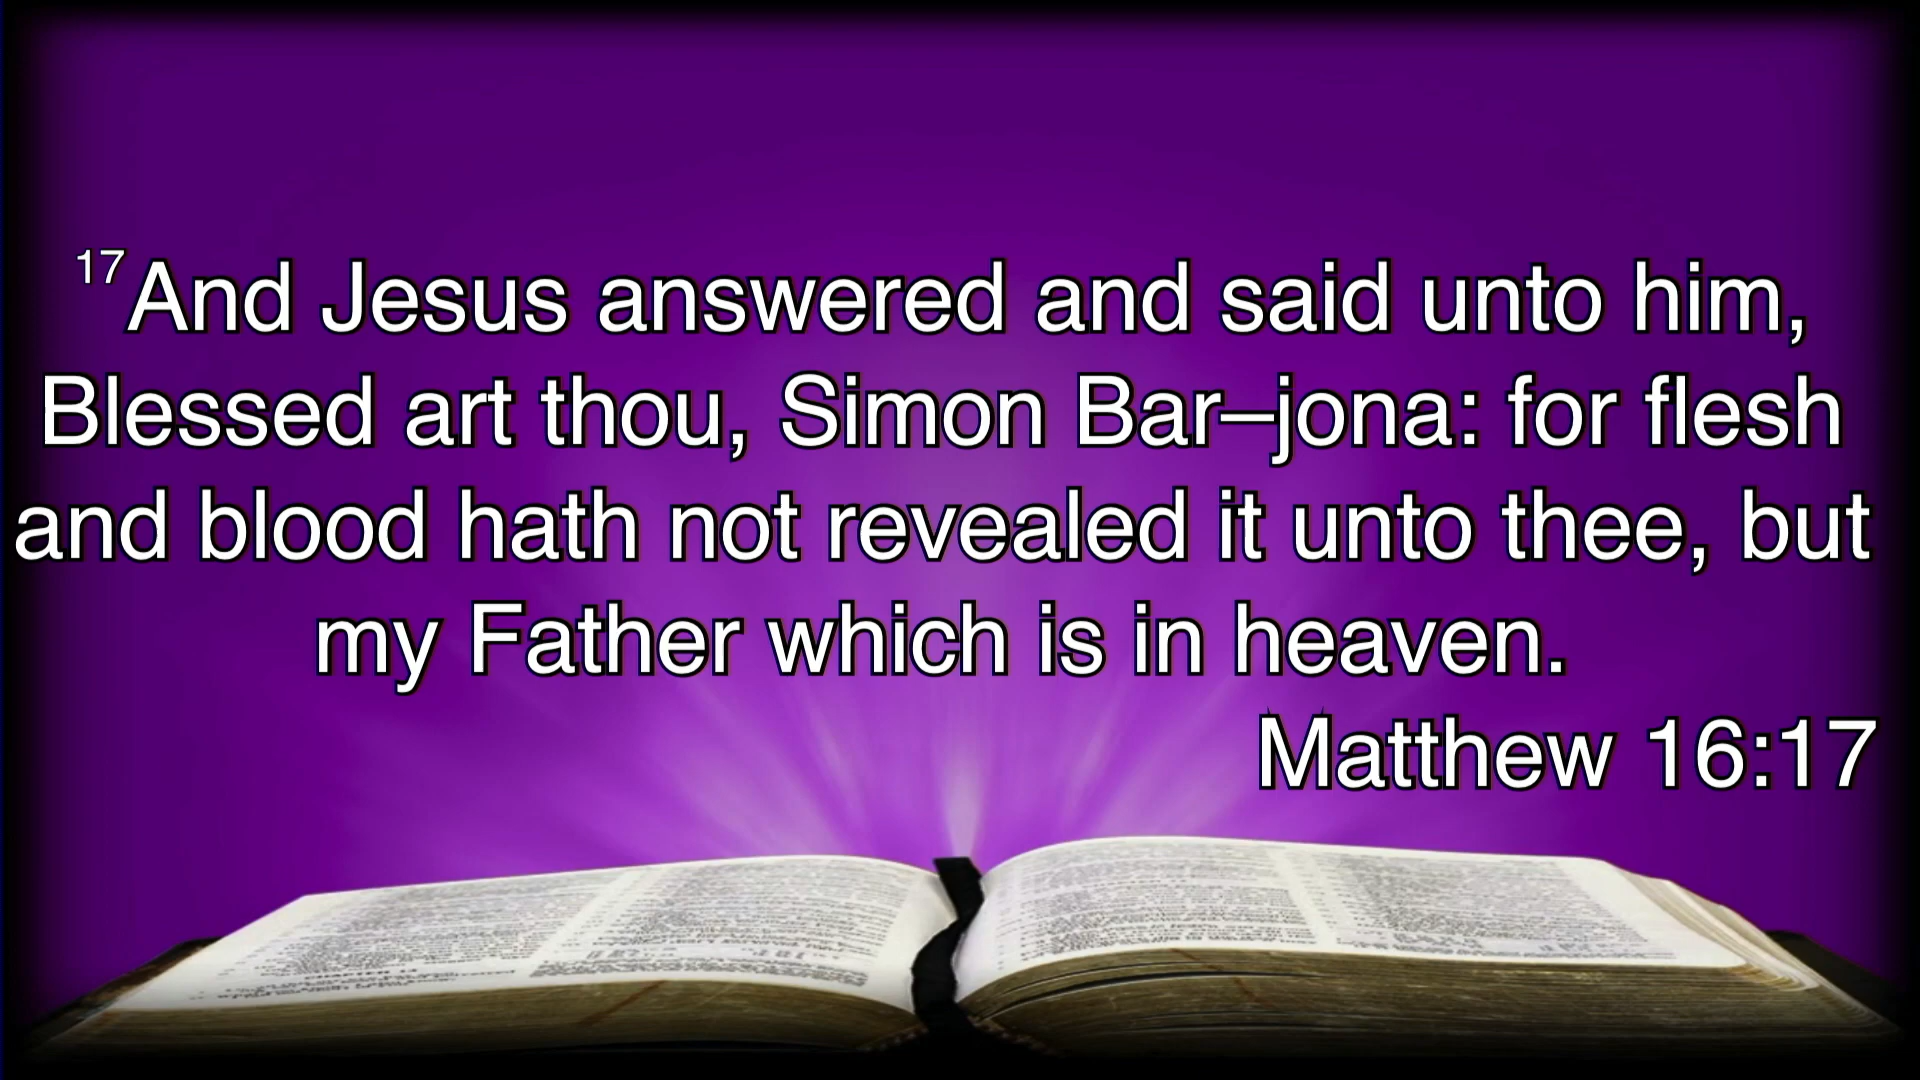 17And Jesus answered and said unto him,
Blessed art thou, Simon Bar–jona: for flesh
and blood hath not revealed it unto thee, but
my Father which is in heaven.
Matthew 16:17